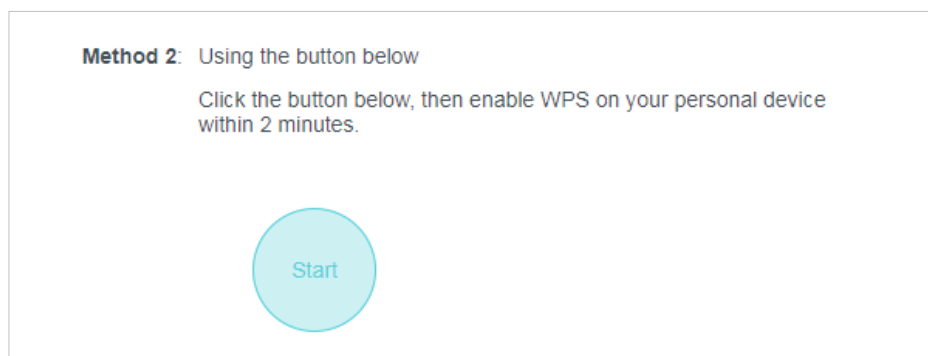 Method 2: Using the button below
Click the button below, then enable WPS on your personal device
within 2 minutes.
Start